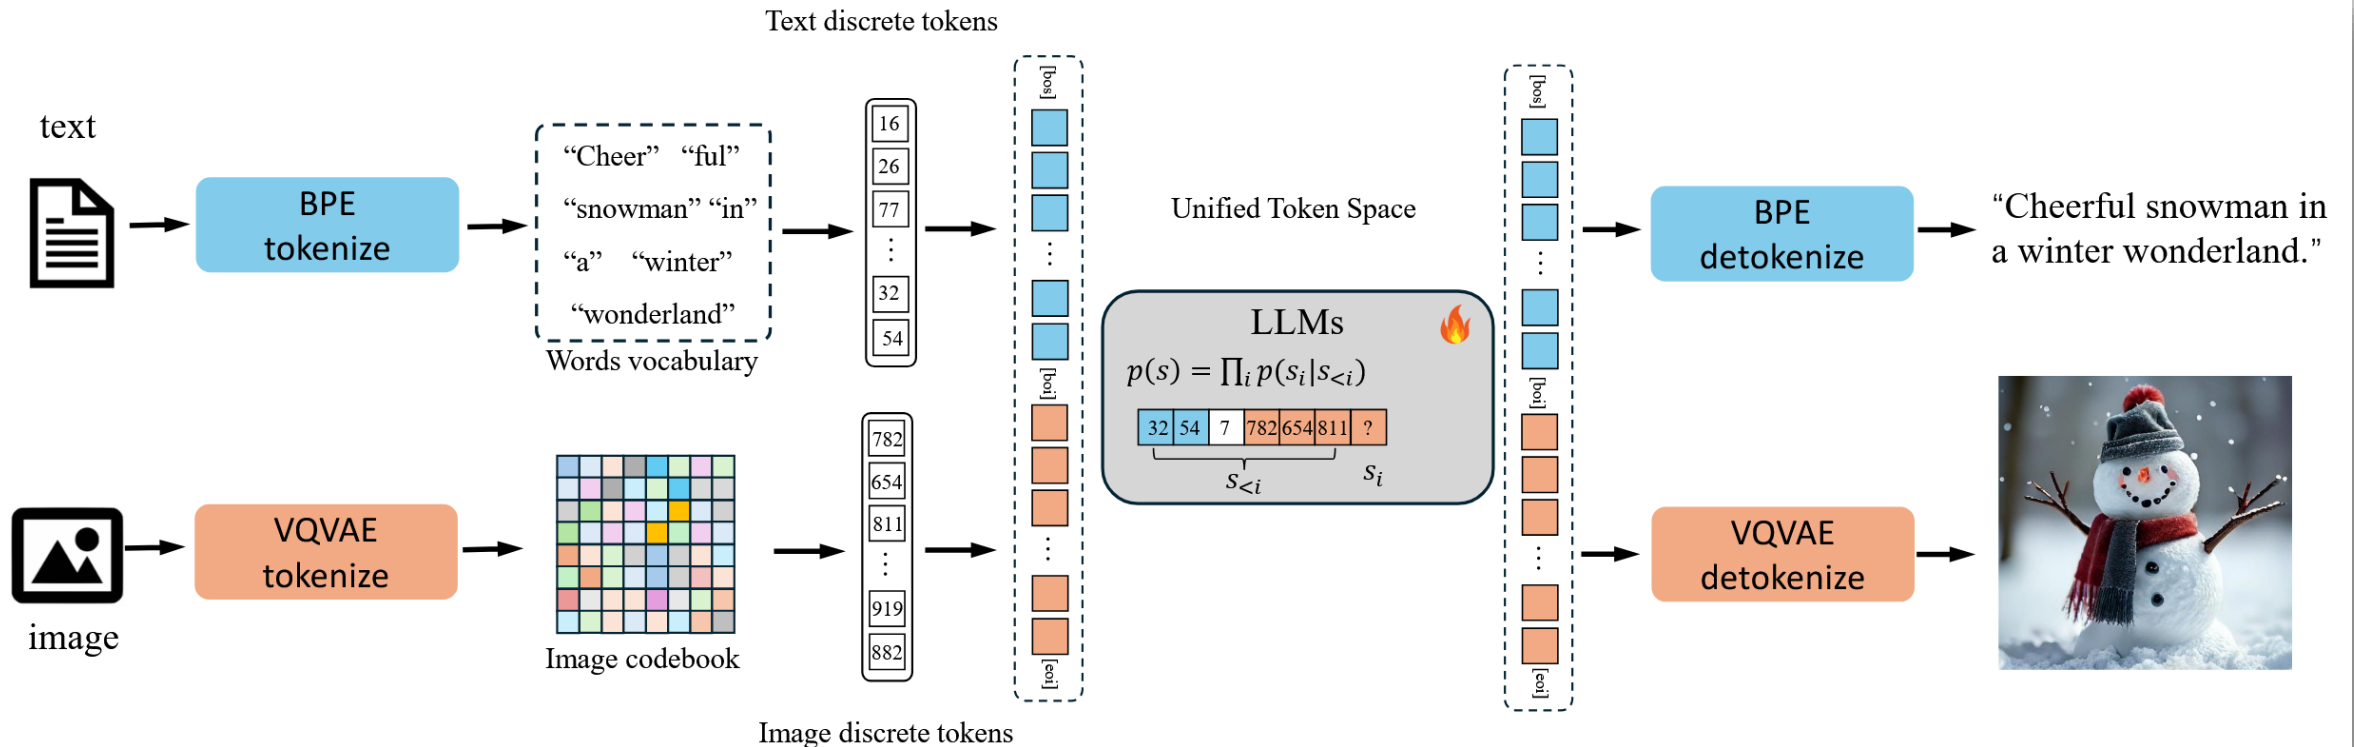 Text discrete tokens
text
BPE
tokenize
“Cheer” “ful”
“snowman” “in”
“a” “winter”
“wonderland”
Words vocabulary
16
26
77
⋮
32
54
image
VQVAE
tokenize
Image codebook
782
654
811
⋮
919
882
Image discrete tokens
[bos]
⋮
[boi]
⋮
[eoi]
Unified Token Space
LLMs
p(s) = ∏ᵢ p(sᵢ|s<ᵢ)
32 54 7 782 654 811 ?
s<ᵢ sᵢ
[bos]
⋮
[boi]
⋮
[eoi]
BPE
detokenize
“Cheerful snowman in
a winter wonderland.”
VQVAE
detokenize